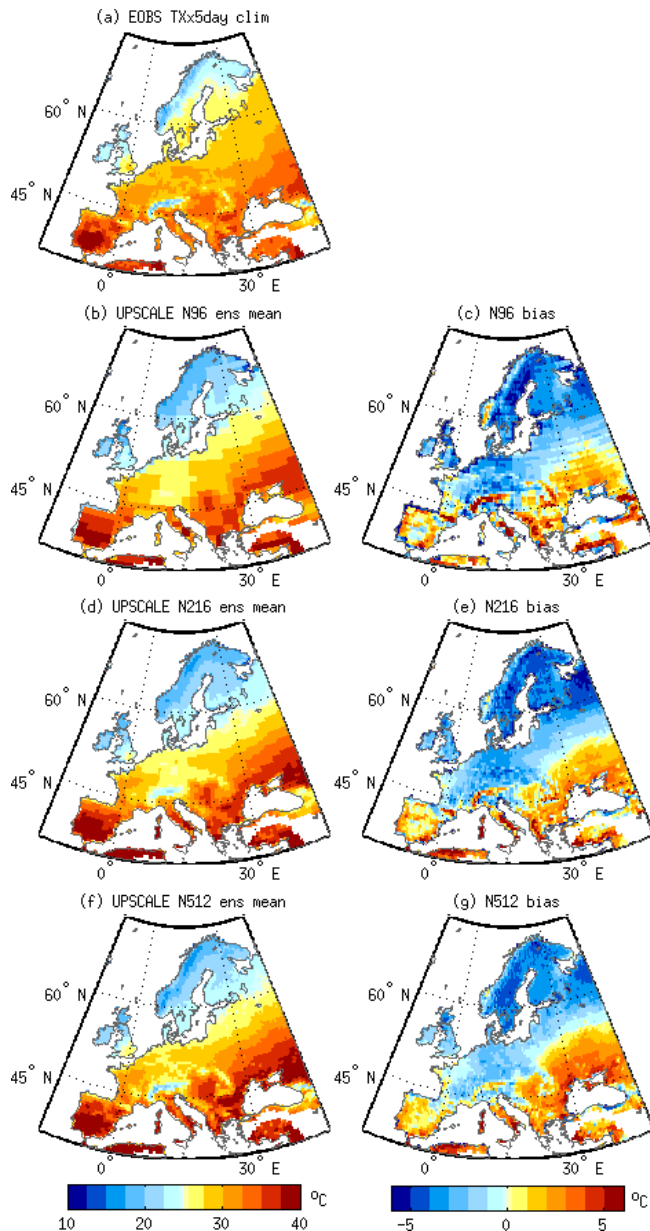 (a) EOBS TXx5day clim
60° N
45° N
0° 30° E
(b) UPSCALE N96 ens mean
(c) N96 bias
60° N 60° N
45° N 45° N
0° 30° E 0° 30° E
(d) UPSCALE N216 ens mean
(e) N216 bias
60° N 60° N
45° N 45° N
0° 30° E 0° 30° E
(f) UPSCALE N512 ens mean
(g) N512 bias
60° N 60° N
45° N 45° N
0° 30° E 0° 30° E
°C °C
10 20 30 40 -5 0 5